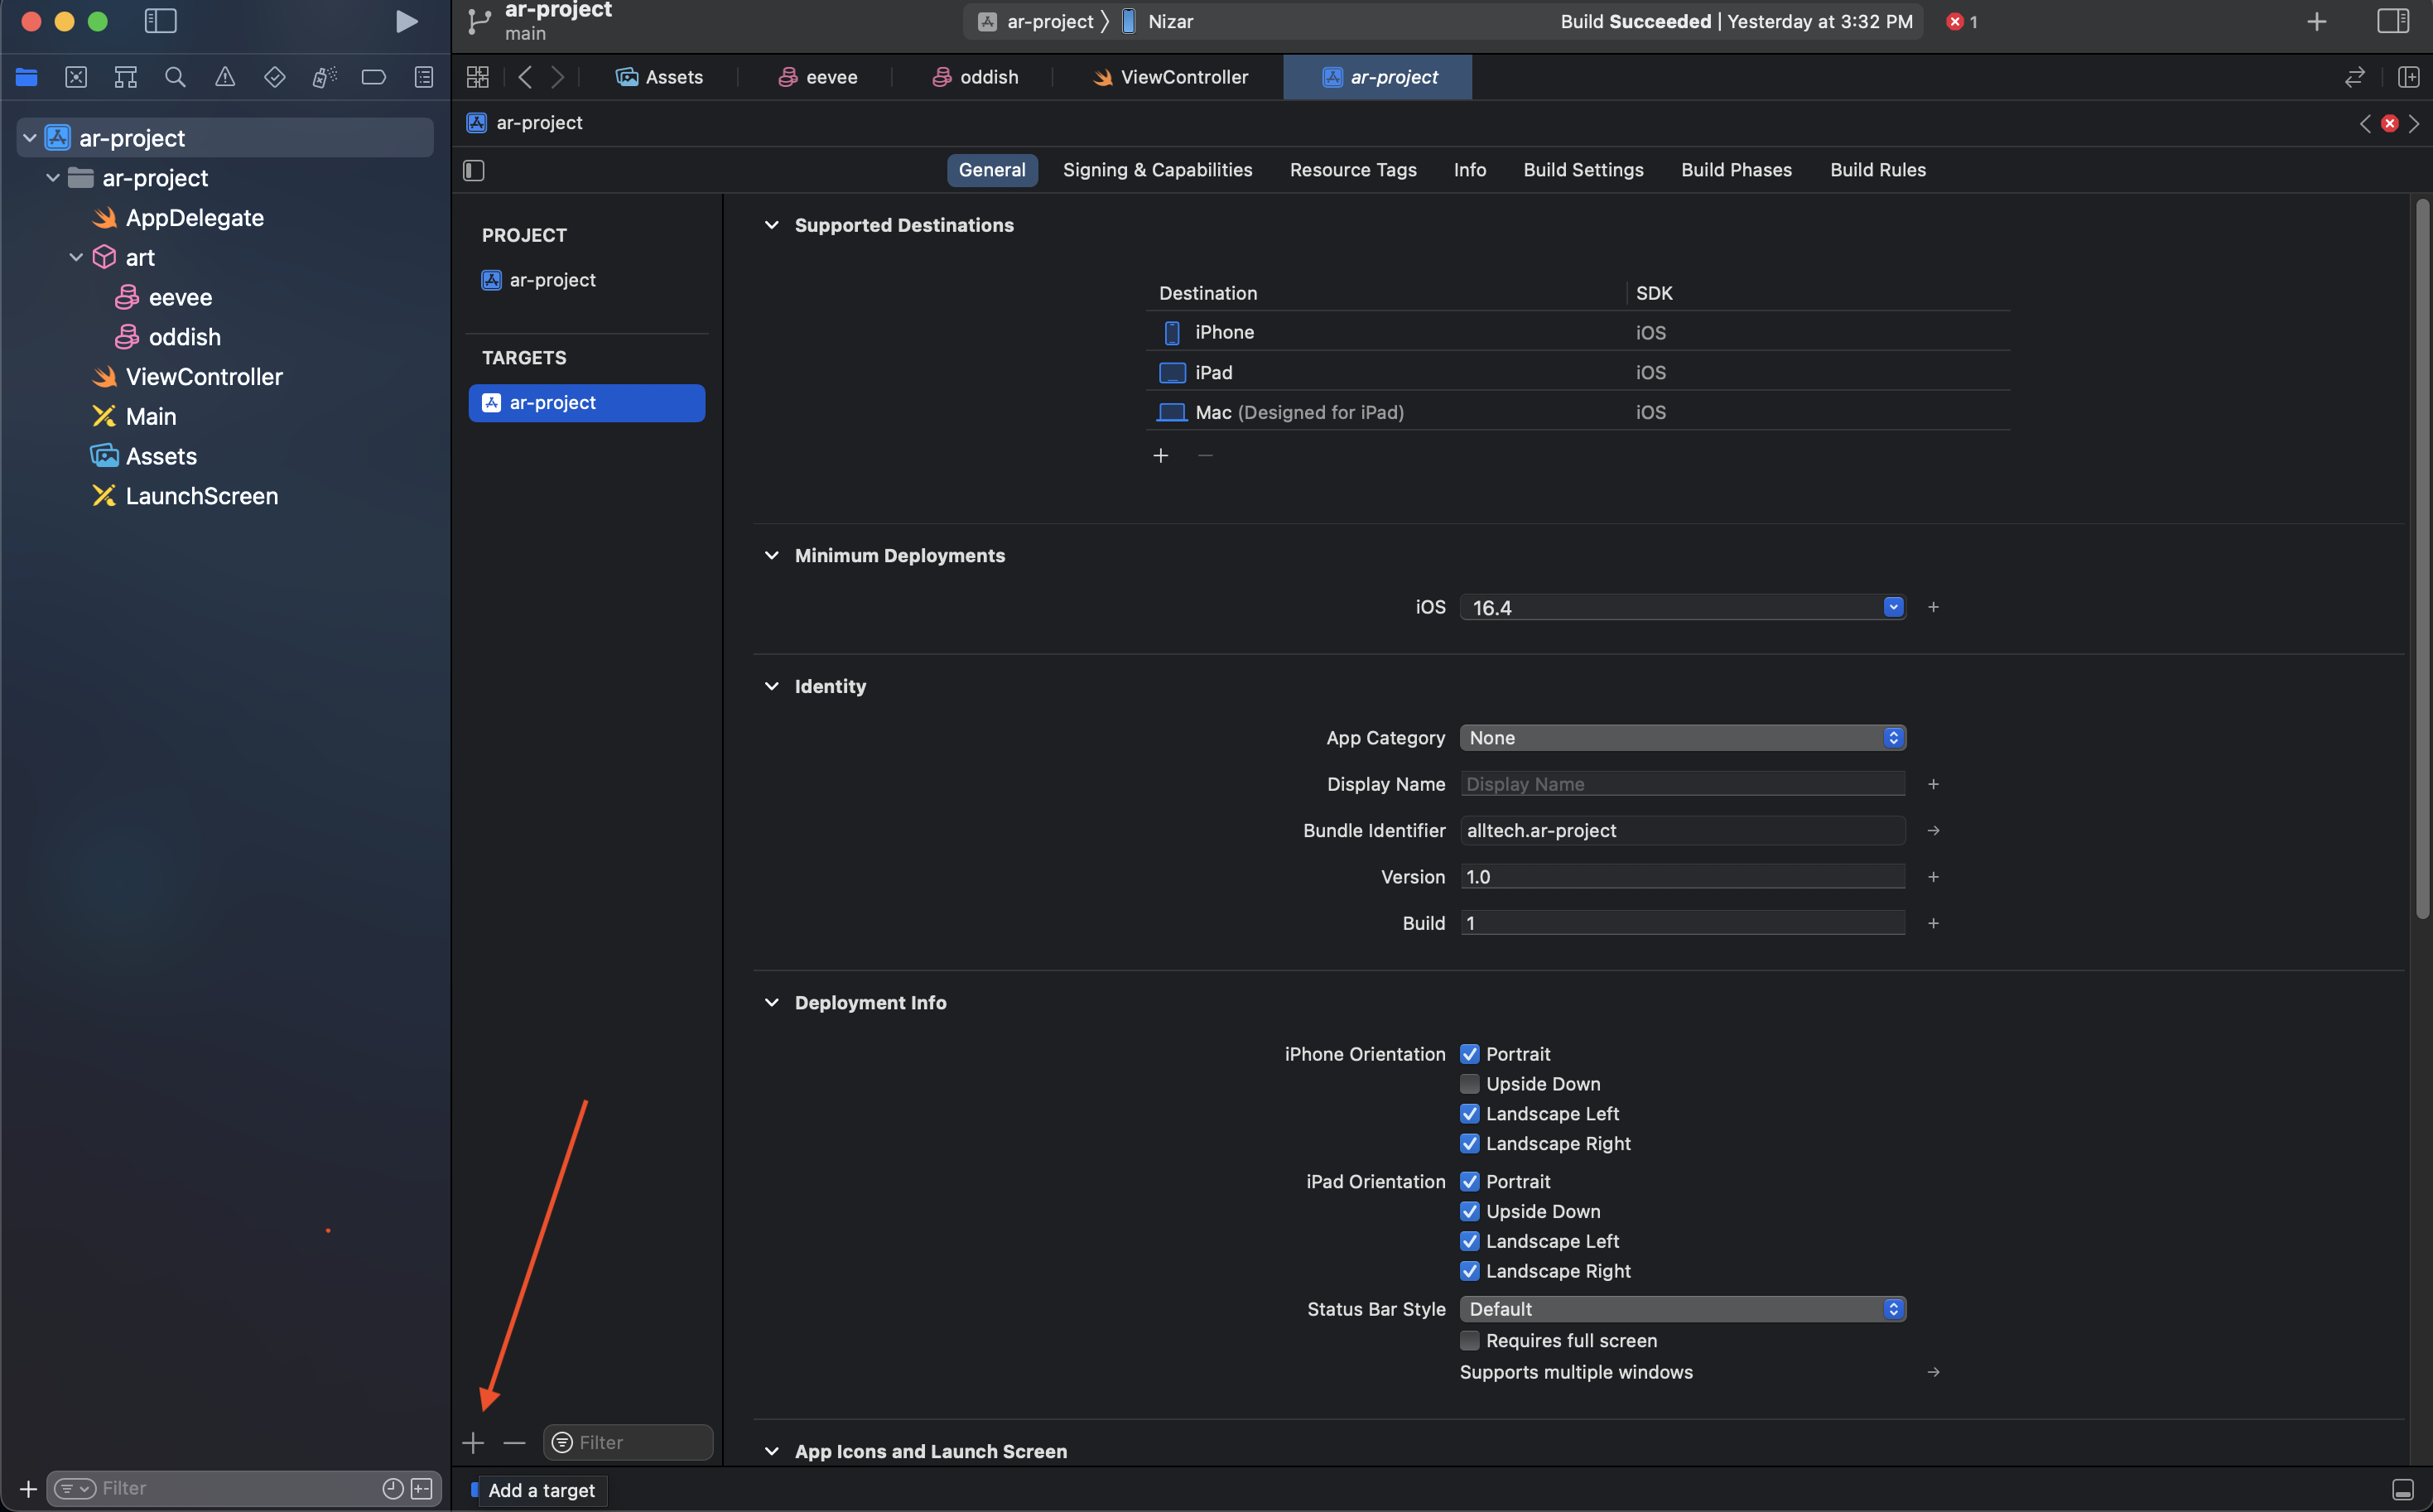 ar-project
main
ar-project
Nizar
Build Succeeded | Yesterday at 3:32 PM
1
Assets
eevee
oddish
ViewController
ar-project
ar-project
ar-project
AppDelegate
art
eevee
oddish
ViewController
Main
Assets
LaunchScreen
Filter
ar-project
General
Signing & Capabilities
Resource Tags
Info
Build Settings
Build Phases
Build Rules
PROJECT
ar-project
TARGETS
ar-project
Filter
Add a target
Supported Destinations
Destination SDK
iPhone iOS
iPad iOS
Mac (Designed for iPad) iOS
Minimum Deployments
iOS 16.4
Identity
App Category None
Display Name Display Name
Bundle Identifier alltech.ar-project
Version 1.0
Build 1
Deployment Info
iPhone Orientation Portrait
Upside Down
Landscape Left
Landscape Right
iPad Orientation Portrait
Upside Down
Landscape Left
Landscape Right
Status Bar Style Default
Requires full screen
Supports multiple windows
App Icons and Launch Screen